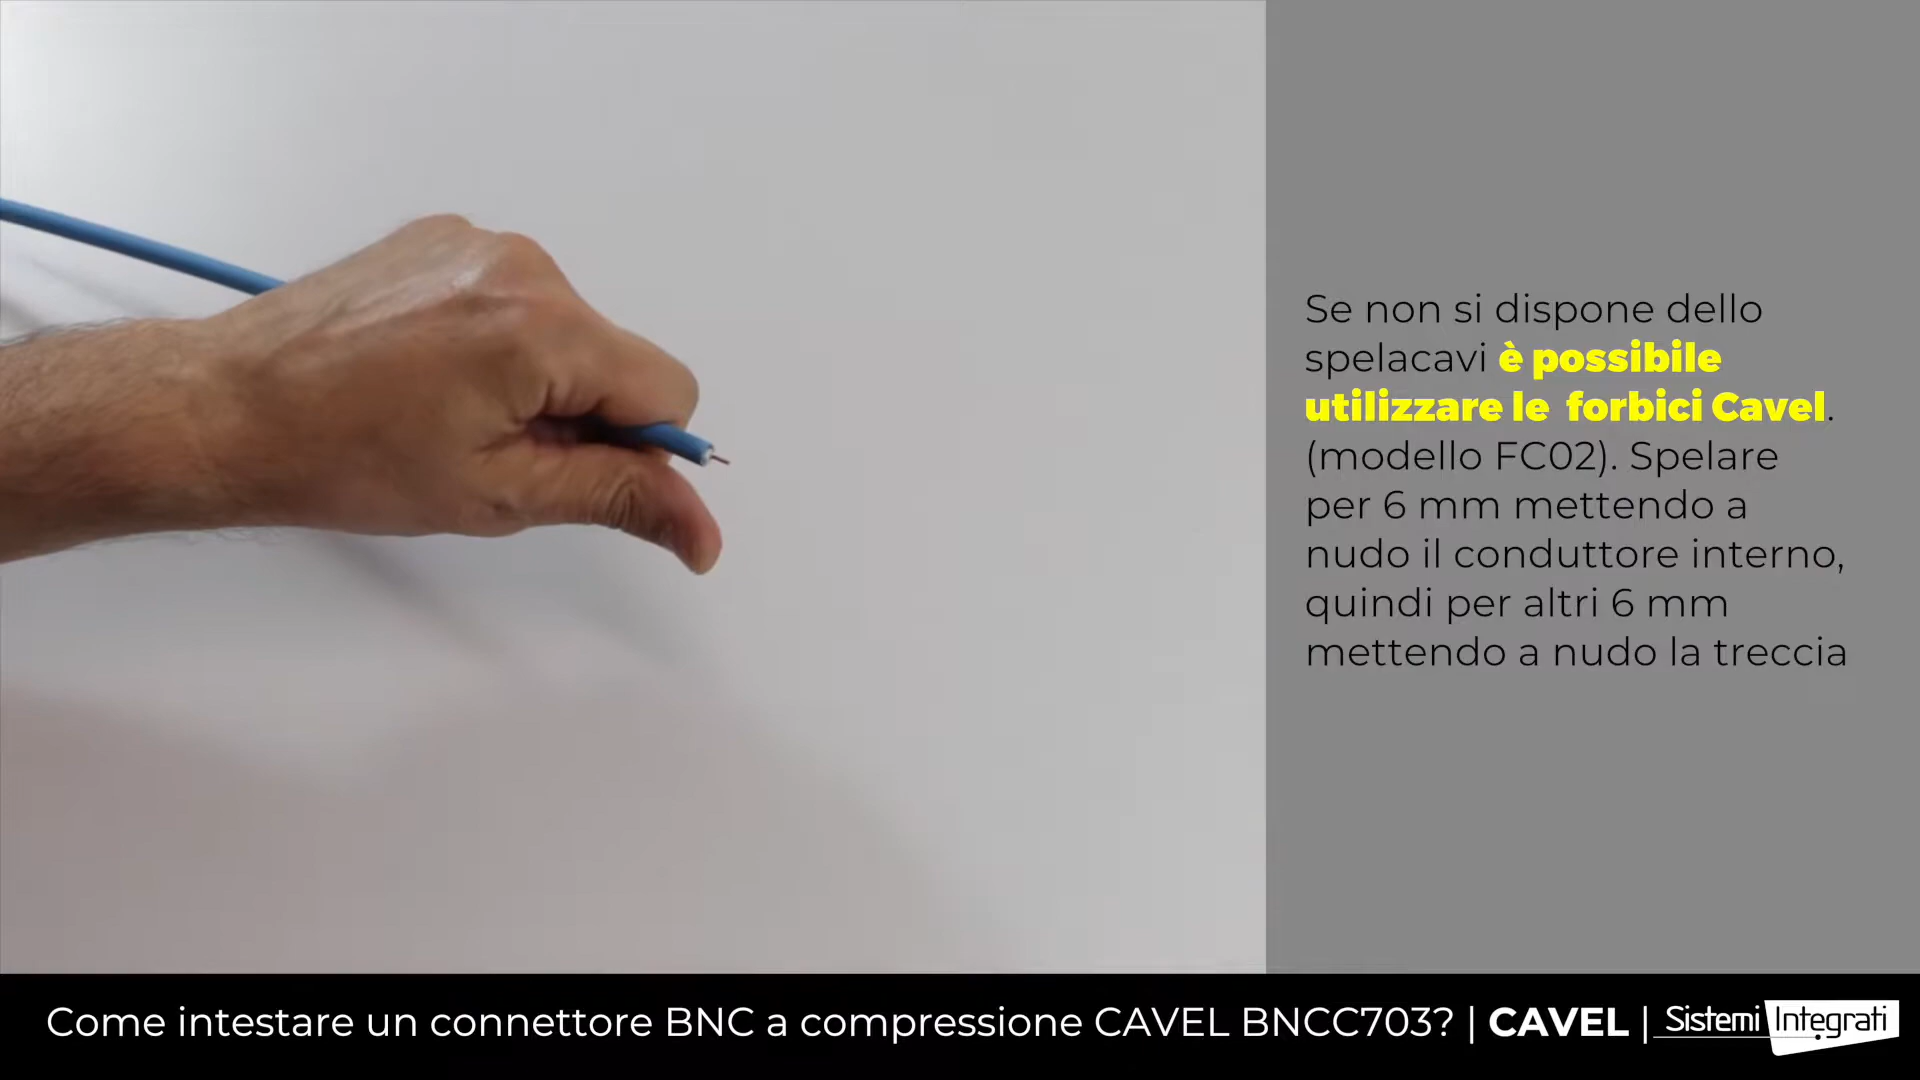 Se non si dispone dello
spelacavi è possibile
utilizzare le forbici Cavel.
(modello FC02). Spelare
per 6 mm mettendo a
nudo il conduttore interno,
quindi per altri 6 mm
mettendo a nudo la treccia
Come intestare un connettore BNC a compressione CAVEL BNCC703? | CAVEL | Sistemi Integrati